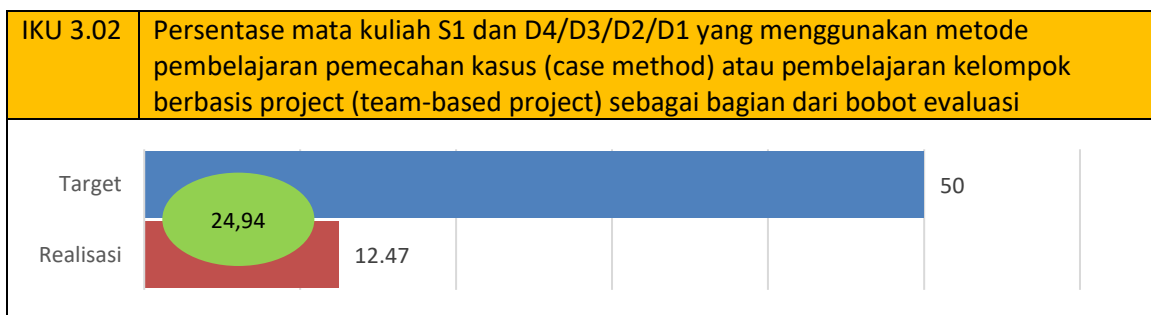 IKU 3.02
Persentase mata kuliah S1 dan D4/D3/D2/D1 yang menggunakan metode
pembelajaran pemecahan kasus (case method) atau pembelajaran kelompok
berbasis project (team-based project) sebagai bagian dari bobot evaluasi
Target
50
24,94
Realisasi
12.47